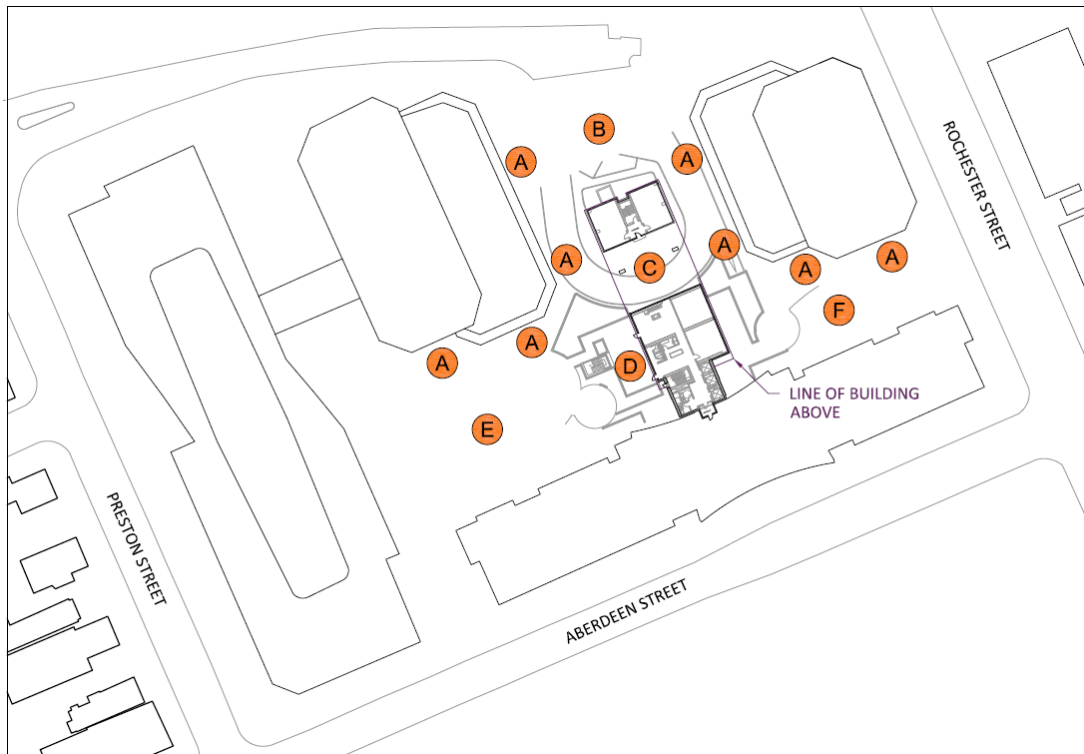 B
A
A
ROCHESTER STREET
A
A
C
A
A
F
A
A
D
LINE OF BUILDING
ABOVE
E
PRESTON STREET
ABERDEEN STREET